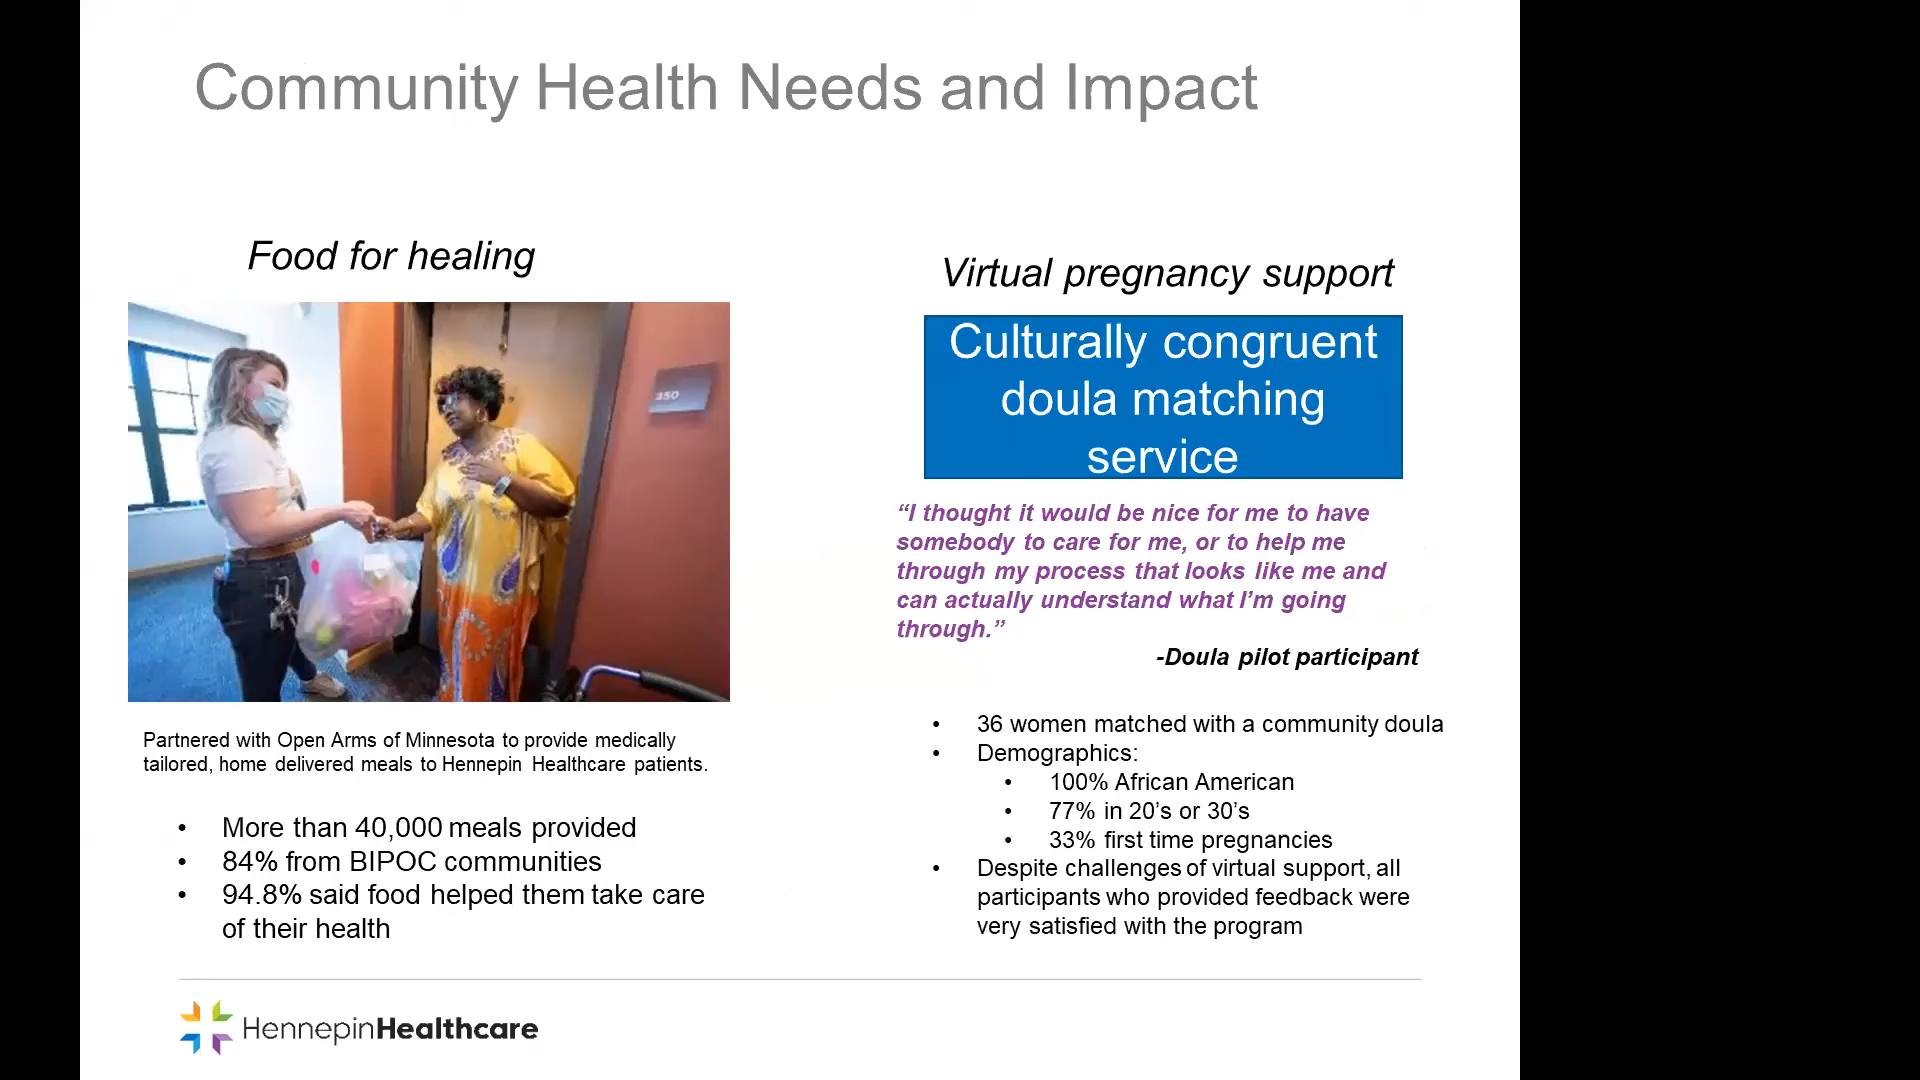 Community Health Needs and Impact
Food for healing
350
Partnered with Open Arms of Minnesota to provide medically
tailored, home delivered meals to Hennepin Healthcare patients.
• More than 40,000 meals provided
• 84% from BIPOC communities
• 94.8% said food helped them take care
of their health
Virtual pregnancy support
Culturally congruent
doula matching
service
“I thought it would be nice for me to have
somebody to care for me, or to help me
through my process that looks like me and
can actually understand what I’m going
through.”
-Doula pilot participant
• 36 women matched with a community doula
• Demographics:
• 100% African American
• 77% in 20’s or 30’s
• 33% first time pregnancies
• Despite challenges of virtual support, all
participants who provided feedback were
very satisfied with the program
HennepinHealthcare